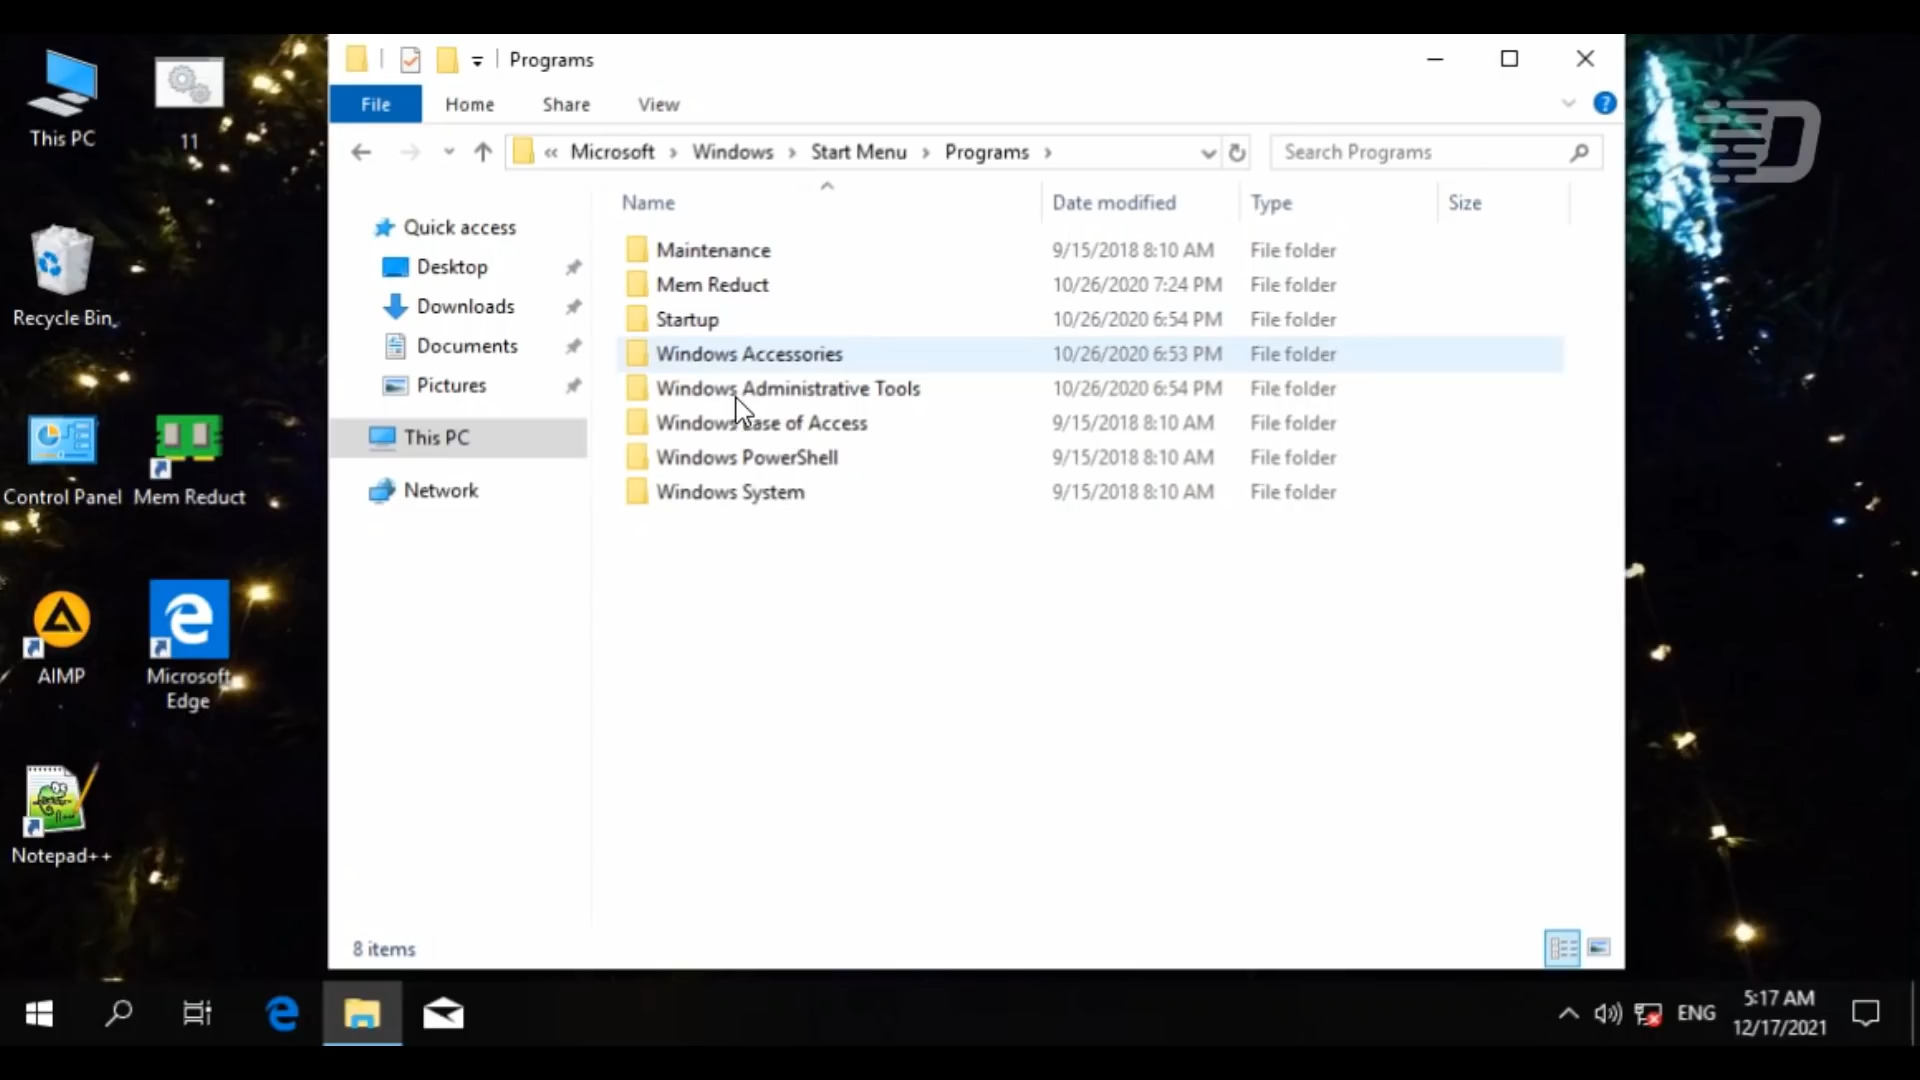 Programs
File Home Share View
« Microsoft › Windows › Start Menu › Programs ›
Search Programs
Name Date modified Type Size
Quick access
Desktop
Downloads
Documents
Pictures
This PC
Network
Maintenance 9/15/2018 8:10 AM File folder
Mem Reduct 10/26/2020 7:24 PM File folder
Startup 10/26/2020 6:54 PM File folder
Windows Accessories 10/26/2020 6:53 PM File folder
Windows Administrative Tools 10/26/2020 6:54 PM File folder
Windows Ease of Access 9/15/2018 8:10 AM File folder
Windows PowerShell 9/15/2018 8:10 AM File folder
Windows System 9/15/2018 8:10 AM File folder
8 items
This PC
11
Recycle Bin
Control Panel
Mem Reduct
AIMP
Microsoft
Edge
Notepad++
ENG
5:17 AM
12/17/2021